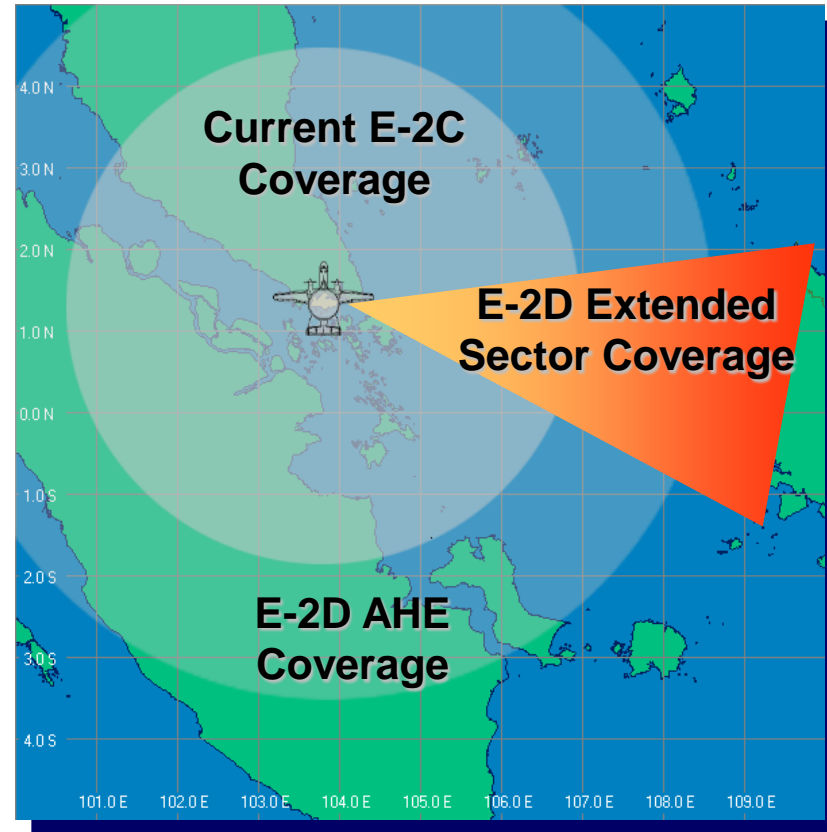 Current E-2C
Coverage
E-2D Extended
Sector Coverage
E-2D AHE
Coverage
4.0 N
3.0 N
2.0 N
1.0 N
0.0 N
1.0 S
2.0 S
3.0 S
4.0 S
101.0 E 102.0 E 103.0 E 104.0 E 105.0 E 106.0 E 107.0 E 108.0 E 109.0 E